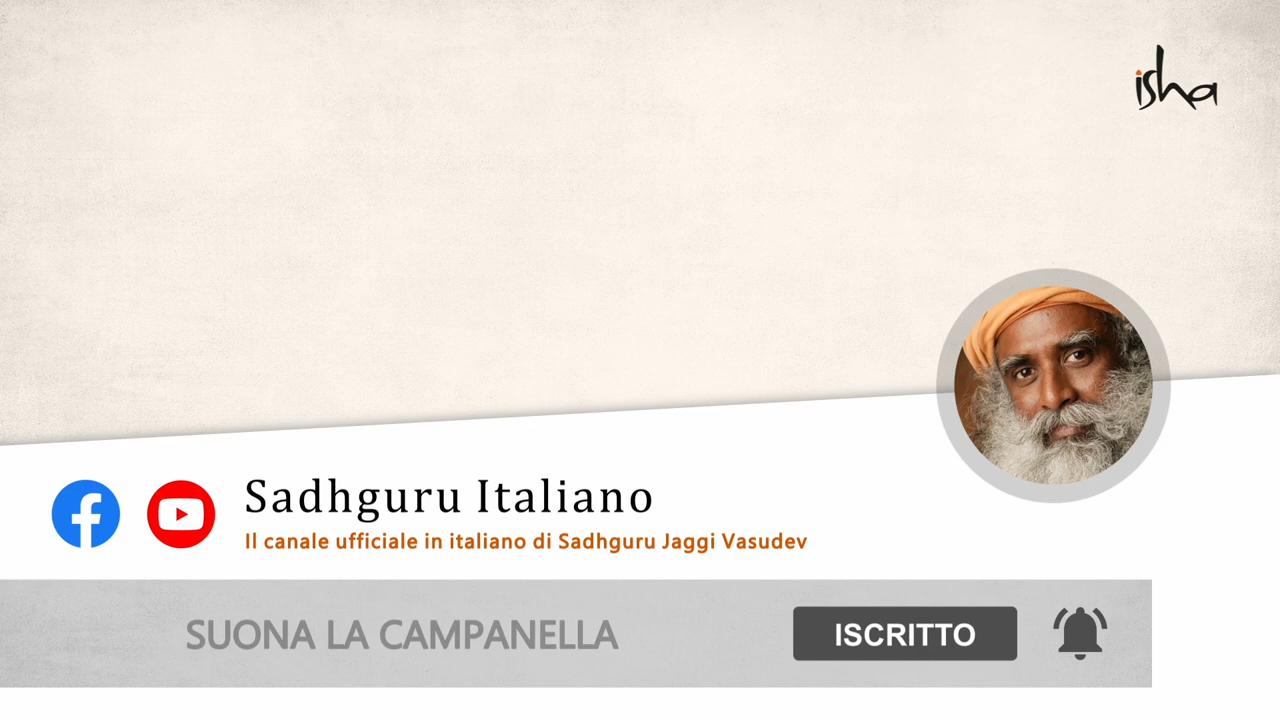 isha
Sadhguru Italiano
Il canale ufficiale in italiano di Sadhguru Jaggi Vasudev
SUONA LA CAMPANELLA
ISCRITTO